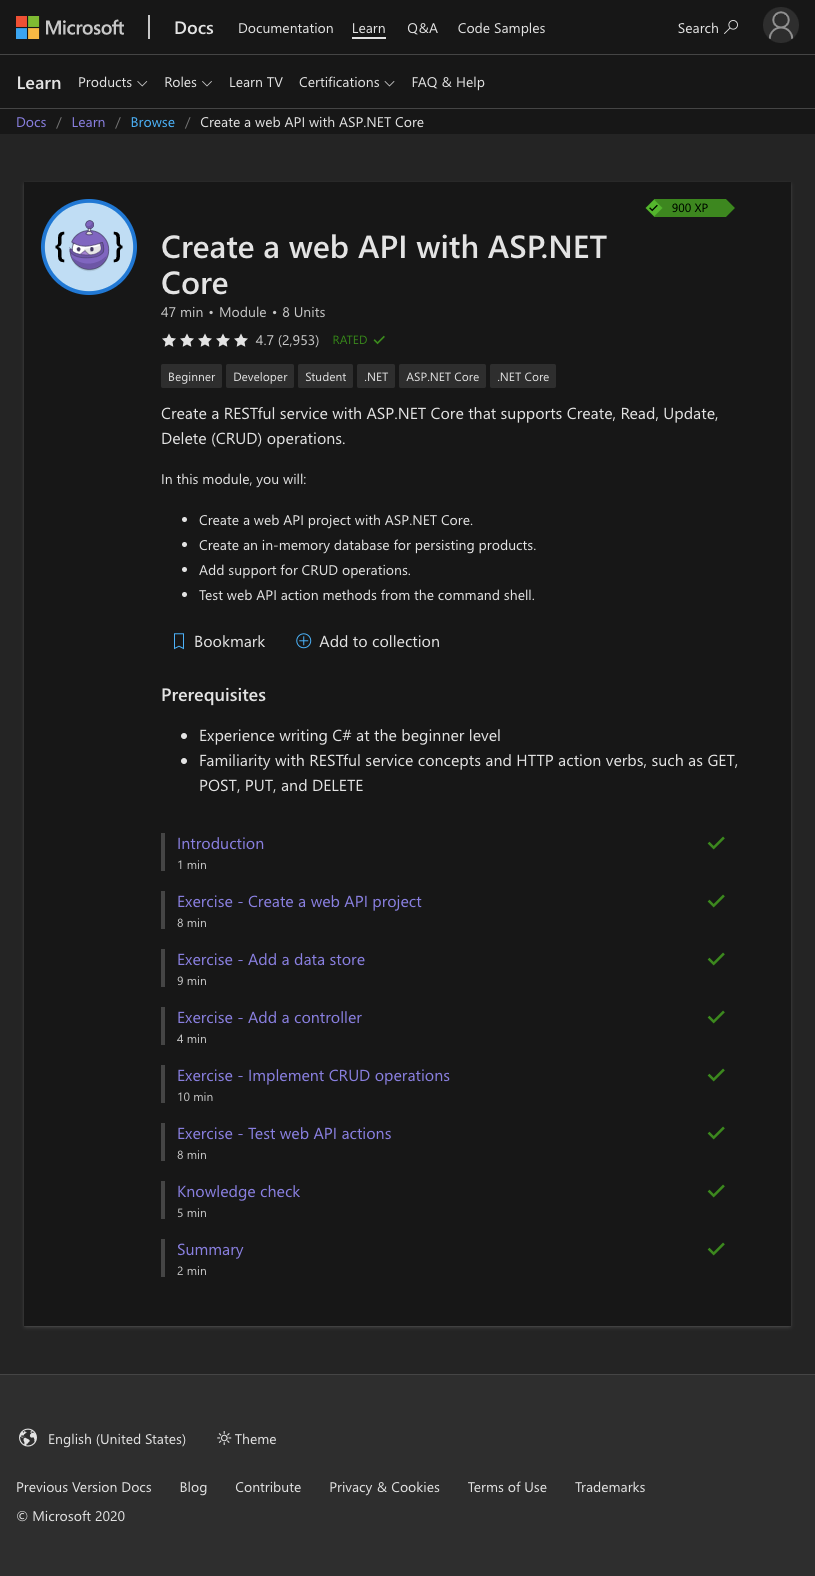 Microsoft Docs Documentation Learn Q&A Code Samples Search
Learn Products Roles Learn TV Certifications FAQ & Help
Docs / Learn / Browse / Create a web API with ASP.NET Core
900 XP
{ }
Create a web API with ASP.NET
Core
47 min • Module • 8 Units
4.7 (2,953) RATED
Beginner Developer Student .NET ASP.NET Core .NET Core
Create a RESTful service with ASP.NET Core that supports Create, Read, Update,
Delete (CRUD) operations.
In this module, you will:
• Create a web API project with ASP.NET Core.
• Create an in-memory database for persisting products.
• Add support for CRUD operations.
• Test web API action methods from the command shell.
Bookmark Add to collection
Prerequisites
• Experience writing C# at the beginner level
• Familiarity with RESTful service concepts and HTTP action verbs, such as GET,
POST, PUT, and DELETE
Introduction
1 min
Exercise - Create a web API project
8 min
Exercise - Add a data store
9 min
Exercise - Add a controller
4 min
Exercise - Implement CRUD operations
10 min
Exercise - Test web API actions
8 min
Knowledge check
5 min
Summary
2 min
English (United States) Theme
Previous Version Docs Blog Contribute Privacy & Cookies Terms of Use Trademarks
© Microsoft 2020